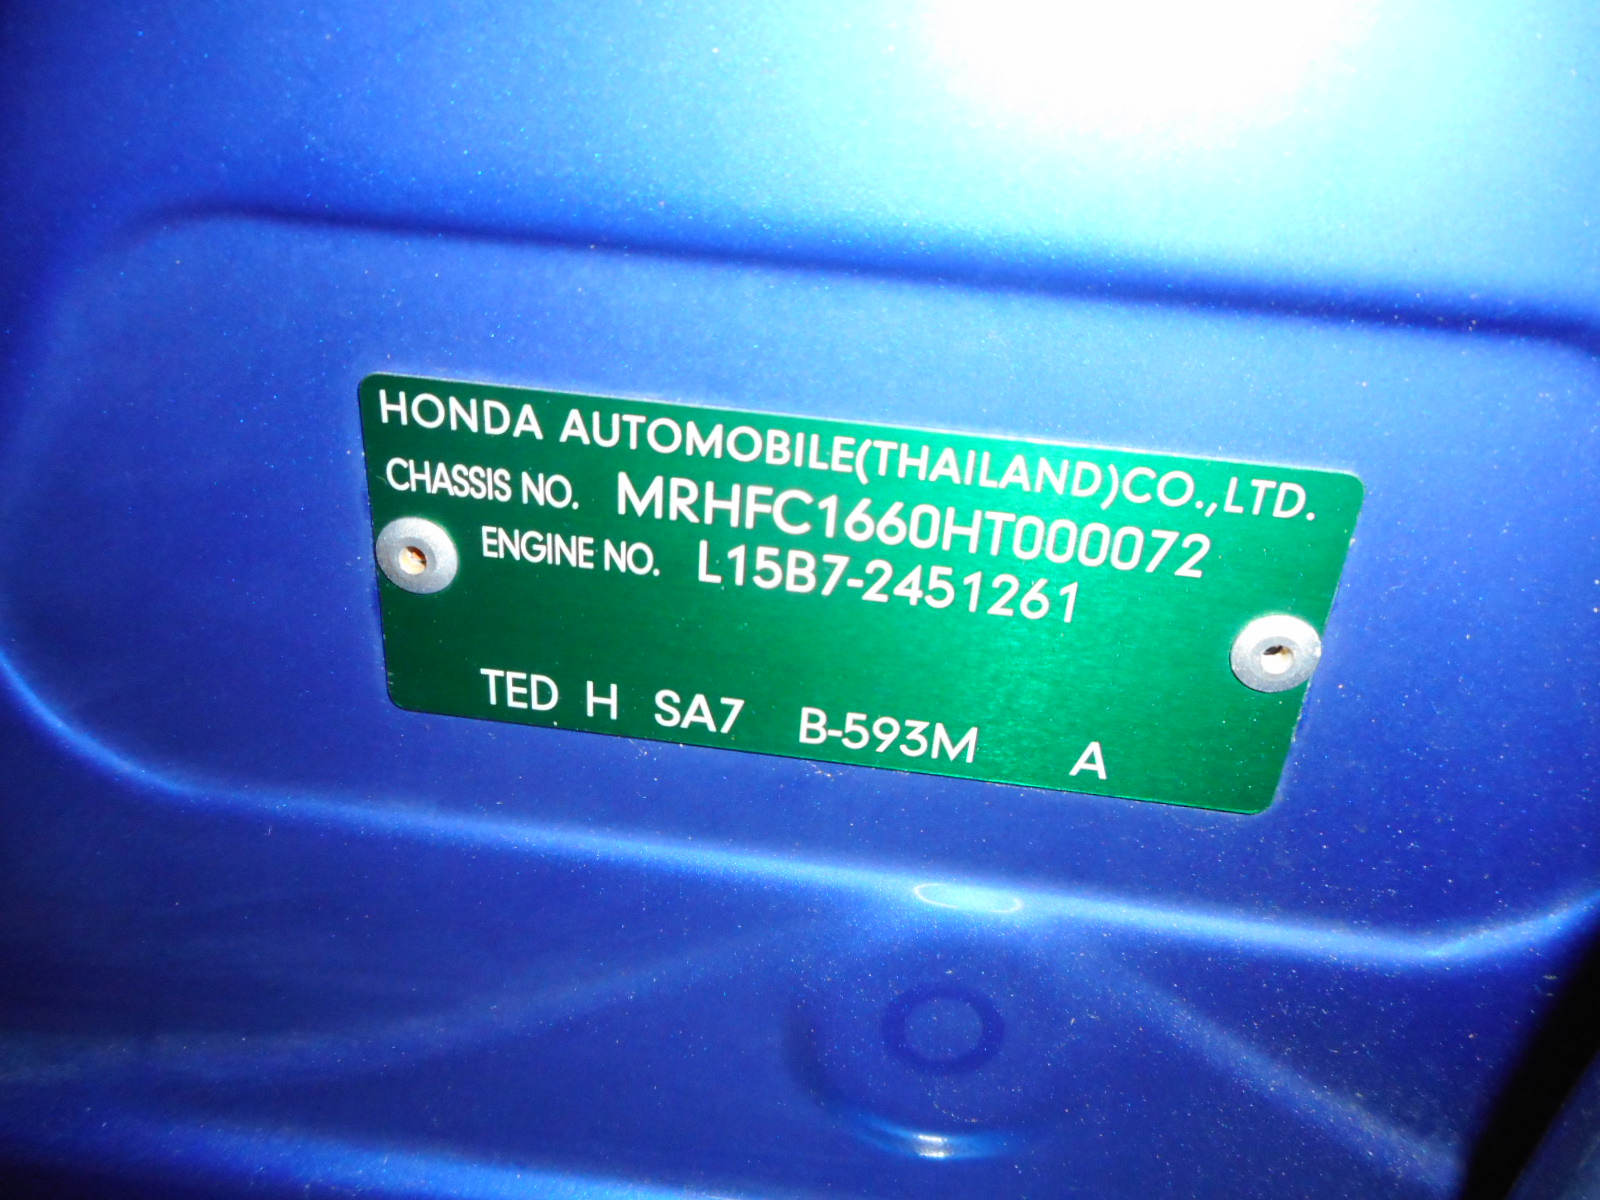 HONDA AUTOMOBILE(THAILAND)CO.,LTD.
CHASSIS NO. MRHFC1660HT000072
ENGINE NO. L15B7-2451261
TED H SA7 B-593M A